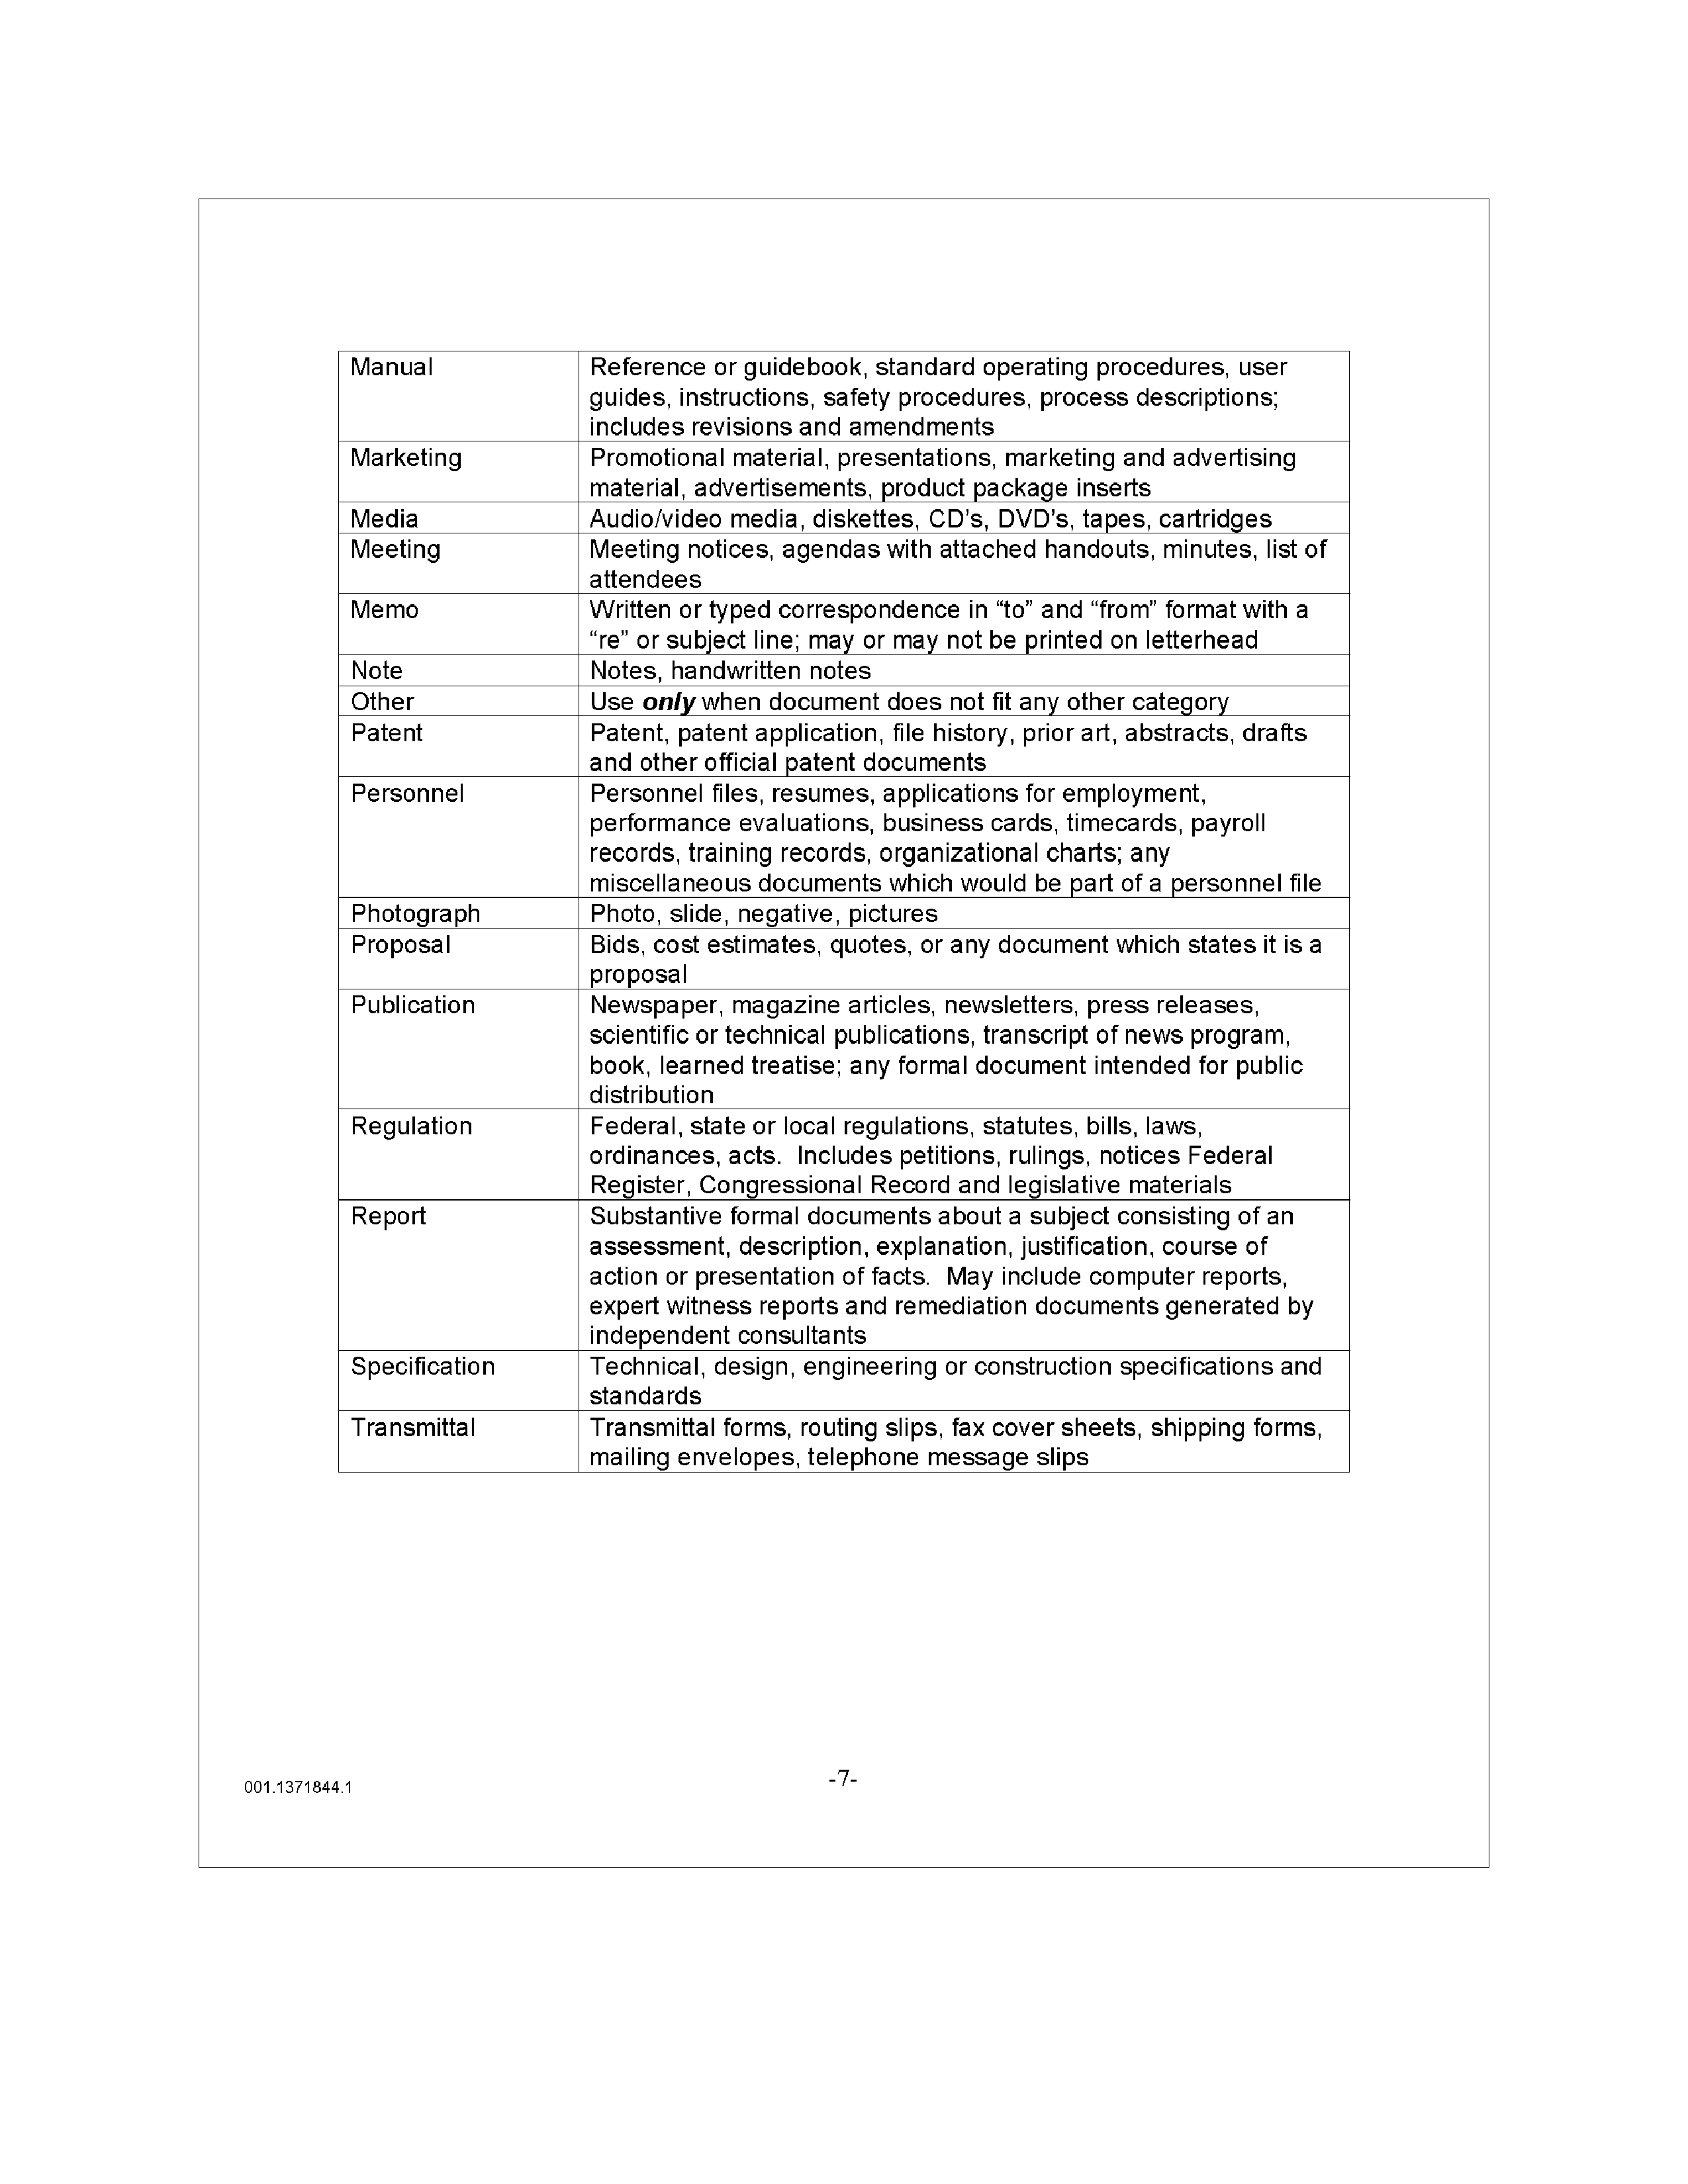 Manual
Reference or guidebook, standard operating procedures, user
guides, instructions, safety procedures, process descriptions;
includes revisions and amendments
Marketing
Promotional material, presentations, marketing and advertising
material, advertisements, product package inserts
Media
Audio/video media, diskettes, CD’s, DVD’s, tapes, cartridges
Meeting
Meeting notices, agendas with attached handouts, minutes, list of
attendees
Memo
Written or typed correspondence in “to” and “from” format with a
“re” or subject line; may or may not be printed on letterhead
Note
Notes, handwritten notes
Other
Use only when document does not fit any other category
Patent
Patent, patent application, file history, prior art, abstracts, drafts
and other official patent documents
Personnel
Personnel files, resumes, applications for employment,
performance evaluations, business cards, timecards, payroll
records, training records, organizational charts; any
miscellaneous documents which would be part of a personnel file
Photograph
Photo, slide, negative, pictures
Proposal
Bids, cost estimates, quotes, or any document which states it is a
proposal
Publication
Newspaper, magazine articles, newsletters, press releases,
scientific or technical publications, transcript of news program,
book, learned treatise; any formal document intended for public
distribution
Regulation
Federal, state or local regulations, statutes, bills, laws,
ordinances, acts.  Includes petitions, rulings, notices Federal
Register, Congressional Record and legislative materials
Report
Substantive formal documents about a subject consisting of an
assessment, description, explanation, justification, course of
action or presentation of facts.  May include computer reports,
expert witness reports and remediation documents generated by
independent consultants
Specification
Technical, design, engineering or construction specifications and
standards
Transmittal
Transmittal forms, routing slips, fax cover sheets, shipping forms,
mailing envelopes, telephone message slips
001.1371844.1
-7-